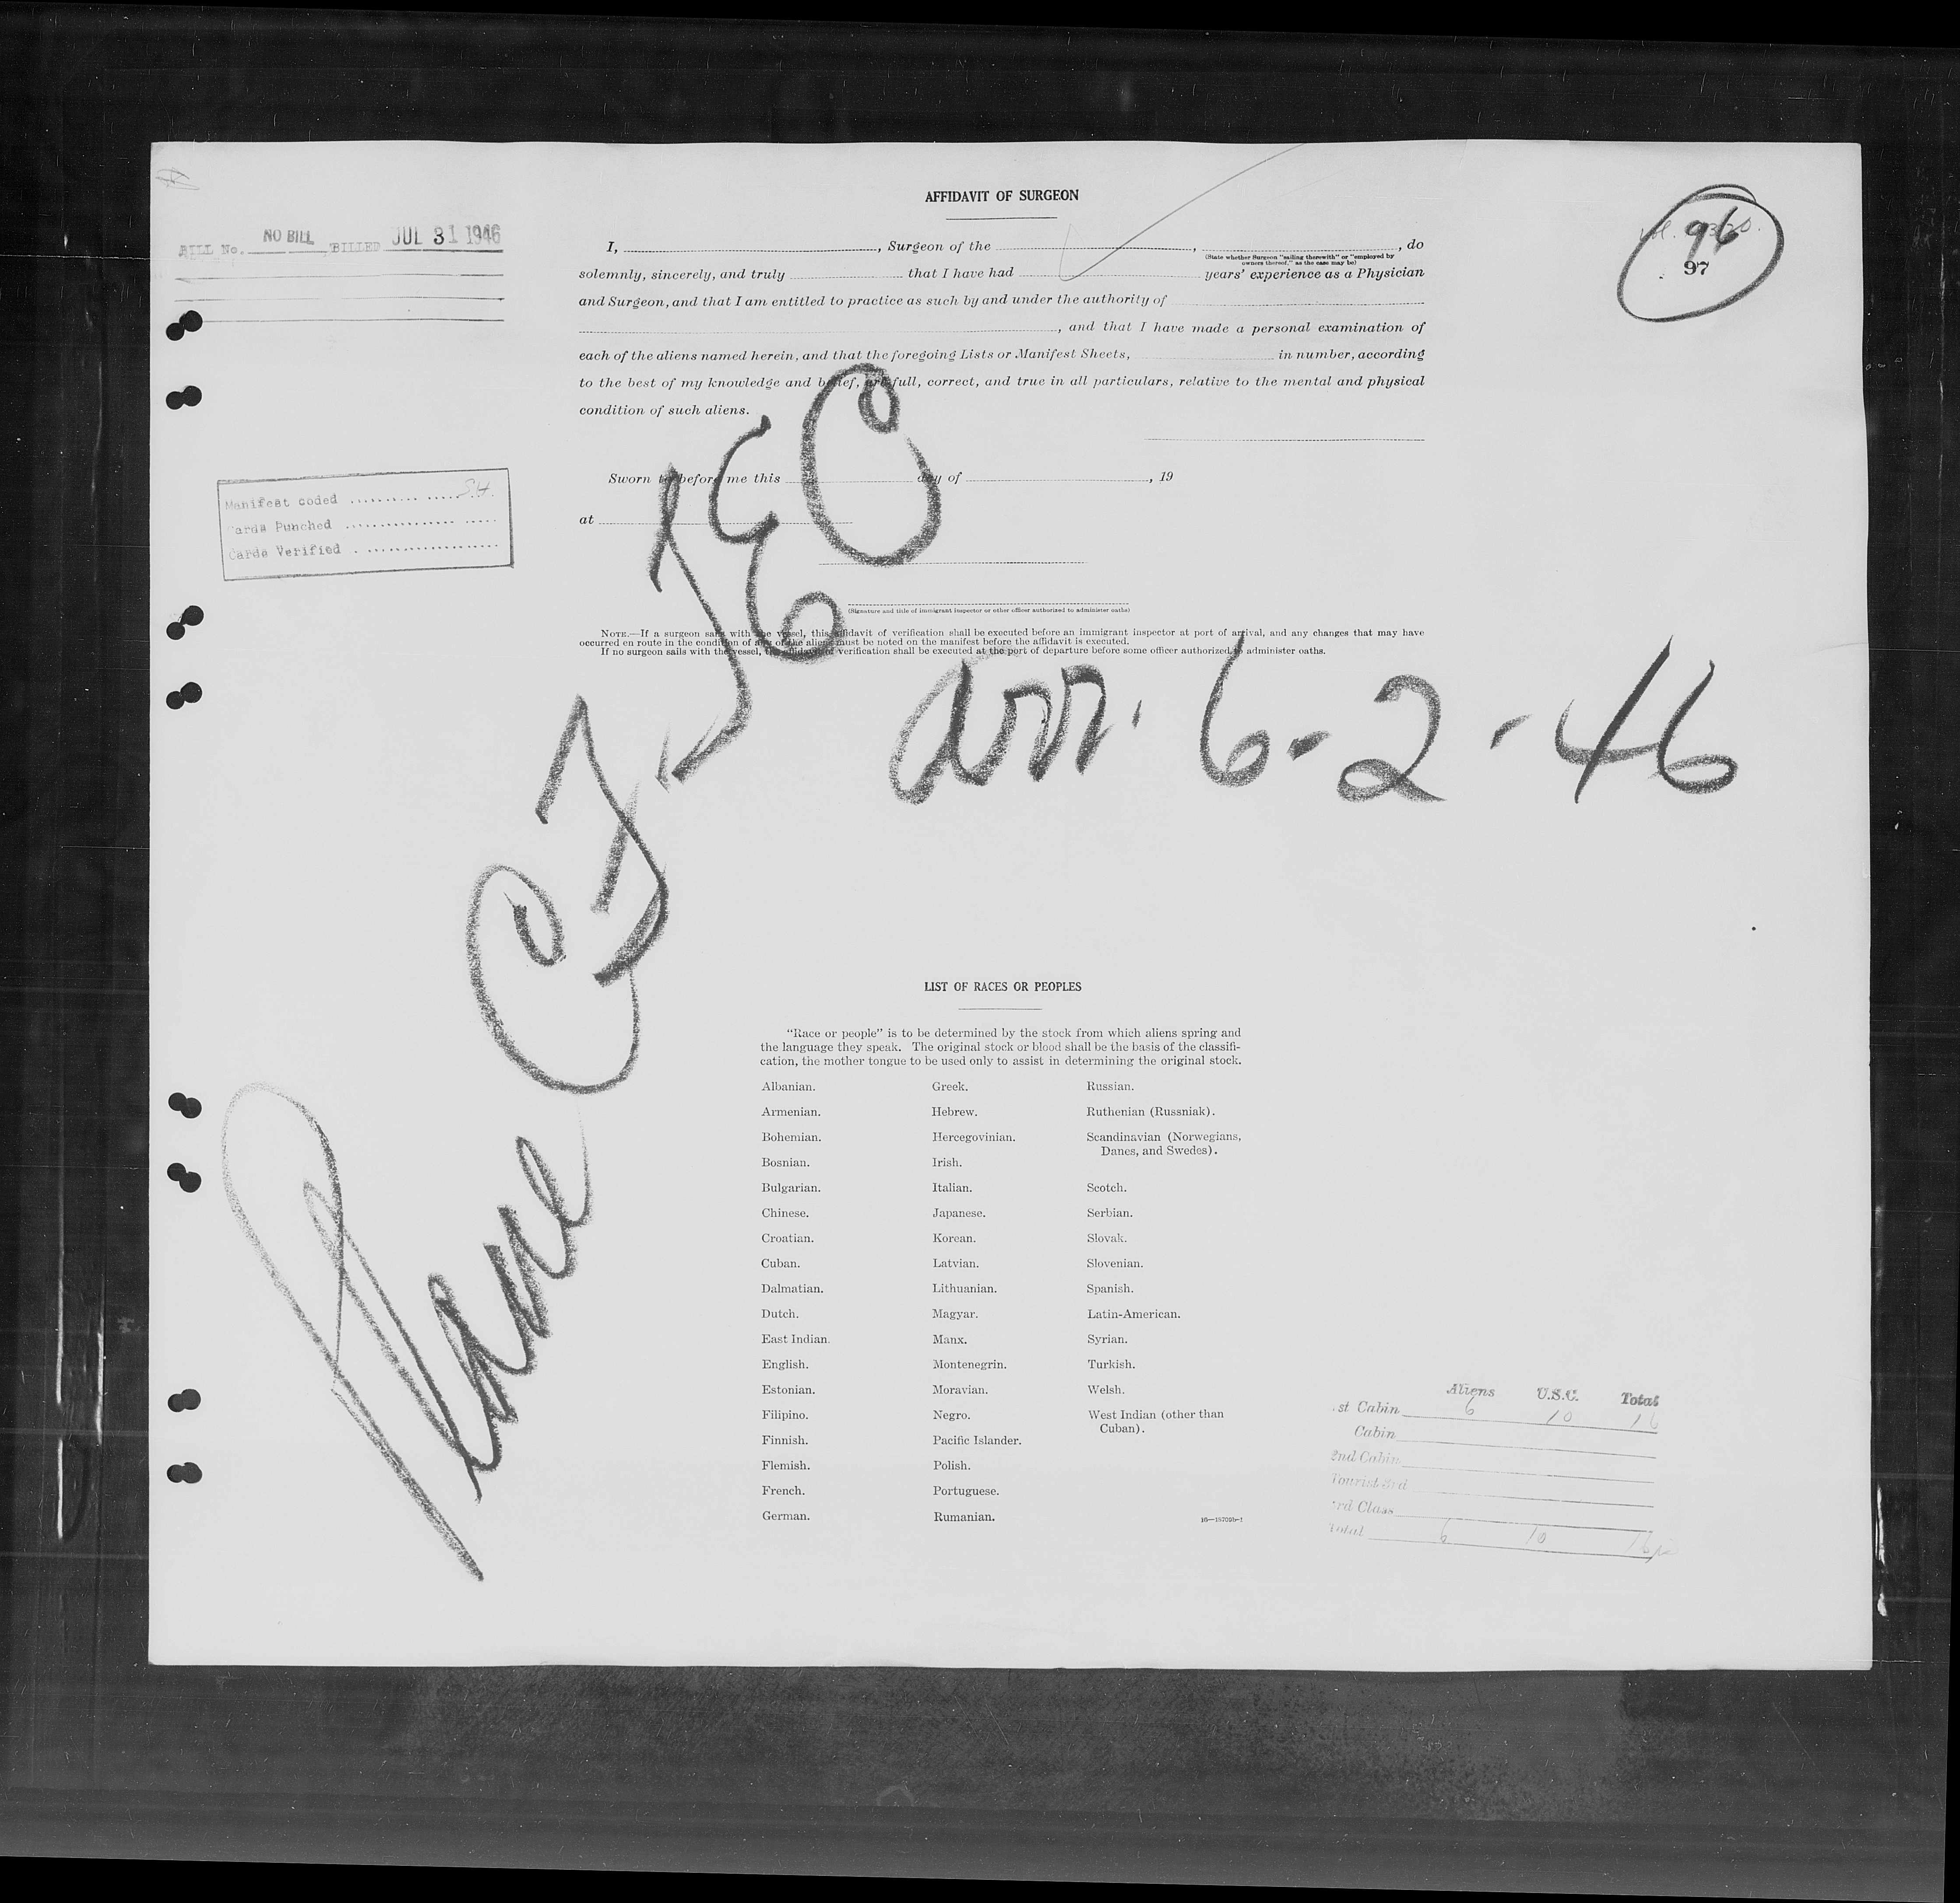 AFFIDAVIT OF SURGEON
BILL No. NO BILL, BILLED JUL 31 1946
96
97
I, , Surgeon of the , , do
(State whether Surgeon "sailing therewith" or "employed by
owners thereof," as the case may be)
solemnly, sincerely, and truly that I have had years' experience as a Physician
and Surgeon, and that I am entitled to practice as such by and under the authority of
, and that I have made a personal examination of
each of the aliens named herein, and that the foregoing Lists or Manifest Sheets, in number, according
to the best of my knowledge and belief, are full, correct, and true in all particulars, relative to the mental and physical
condition of such aliens.
Sworn to before me this day of , 19
at
Manifest coded
Cards Punched
Cards Verified
(Signature and title of immigrant inspector or other officer authorized to administer oaths)
NOTE.—If a surgeon sails with the vessel, this affidavit of verification shall be executed before an immigrant inspector at port of arrival, and any changes that may have
occurred en route in the condition of any of the aliens must be noted on the manifest before the affidavit is executed.
If no surgeon sails with the vessel, the affidavit of verification shall be executed at the port of departure before some officer authorized to administer oaths.
Plane
arr. 6-2-46
LIST OF RACES OR PEOPLES
"Race or people" is to be determined by the stock from which aliens spring and
the language they speak. The original stock or blood shall be the basis of the classifi-
cation, the mother tongue to be used only to assist in determining the original stock.
Albanian.
Armenian.
Bohemian.
Bosnian.
Bulgarian.
Chinese.
Croatian.
Cuban.
Dalmatian.
Dutch.
East Indian.
English.
Estonian.
Filipino.
Finnish.
Flemish.
French.
German.
Greek.
Hebrew.
Hercegovinian.
Irish.
Italian.
Japanese.
Korean.
Latvian.
Lithuanian.
Magyar.
Manx.
Montenegrin.
Moravian.
Negro.
Pacific Islander.
Polish.
Portuguese.
Rumanian.
Russian.
Ruthenian (Russniak).
Scandinavian (Norwegians,
Danes, and Swedes).
Scotch.
Serbian.
Slovak.
Slovenian.
Spanish.
Latin-American.
Syrian.
Turkish.
Welsh.
West Indian (other than
Cuban).
Aliens U.S.C. Total
st Cabin 6 10 16
Cabin
2nd Cabin
Tourist 3rd
rd Class
Total 6 10 16